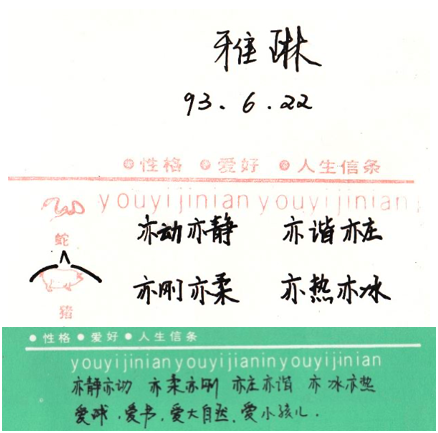 雅琳
93.6.22
性格 爱好 人生信条
youyijinianyouyijinian
蛇
亦动亦静 亦谐亦庄
亦刚亦柔 亦热亦冰
猪
性格 爱好 人生信条
youyijinianyouyijianinyouyijinian
亦静亦动 亦柔亦刚 亦庄亦谐 亦冰亦热
爱球、爱书、爱大自然、爱小孩儿.